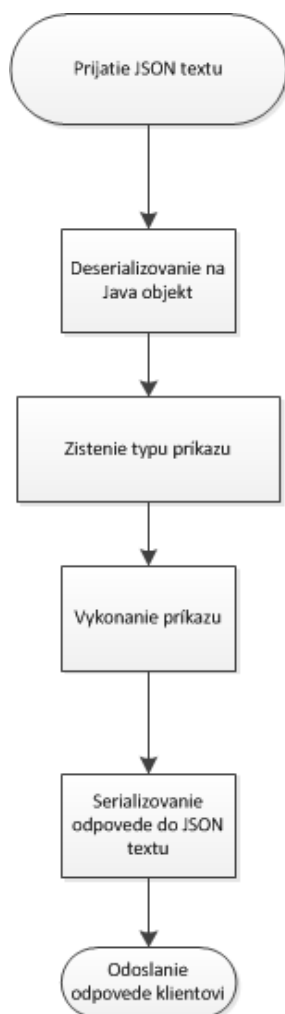 Prijatie JSON textu
Deserializovanie na
Java objekt
Zistenie typu príkazu
Vykonanie príkazu
Serializovanie
odpovede do JSON
textu
Odoslanie
odpovede klientovi